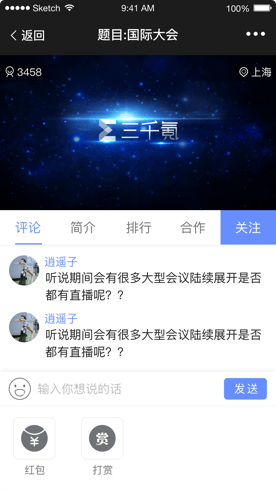 Sketch 9:41 AM 100%
返回 题目:国际大会
3458 上海
三千氪
评论 简介 排行 合作 关注
逍遥子
听说期间会有很多大型会议陆续展开是否
都有直播呢？？
逍遥子
听说期间会有很多大型会议陆续展开是否
都有直播呢？？
输入你想说的话 发送
¥ 赏
红包 打赏